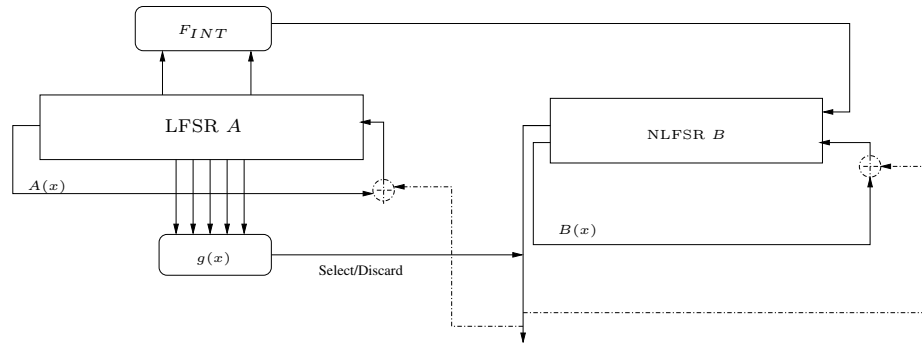 F_{INT}
LFSR A
NLFSR B
A(x)
B(x)
g(x)
Select/Discard